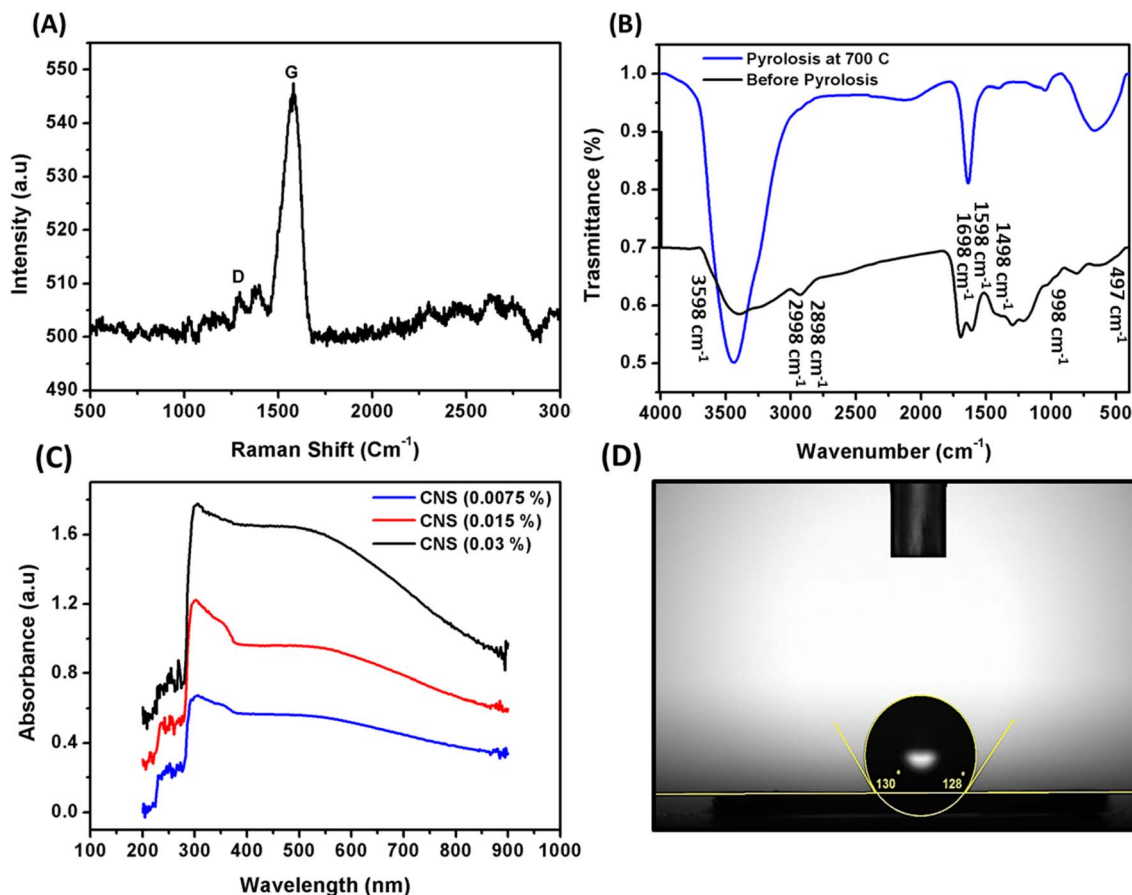 (A)
550
540
530
520
510
500
490
Intensity (a.u)
G
D
500
1000
1500
2000
2500
300
Raman Shift (Cm-1)
(B)
Pyrolosis at 700 C
Before Pyrolosis
1.0
0.9
0.8
0.7
0.6
0.5
Trasmittance (%)
3598 cm-1
2998 cm-1
2898 cm-1
1698 cm-1
1598 cm-1
1498 cm-1
998 cm-1
497 cm-1
4000
3500
3000
2500
2000
1500
1000
500
Wavenumber (cm-1)
(C)
CNS (0.0075 %)
CNS (0.015 %)
CNS (0.03 %)
1.6
1.2
0.8
0.4
0.0
Absorbance (a.u)
100
200
300
400
500
600
700
800
900
1000
Wavelength (nm)
(D)
130°
128°